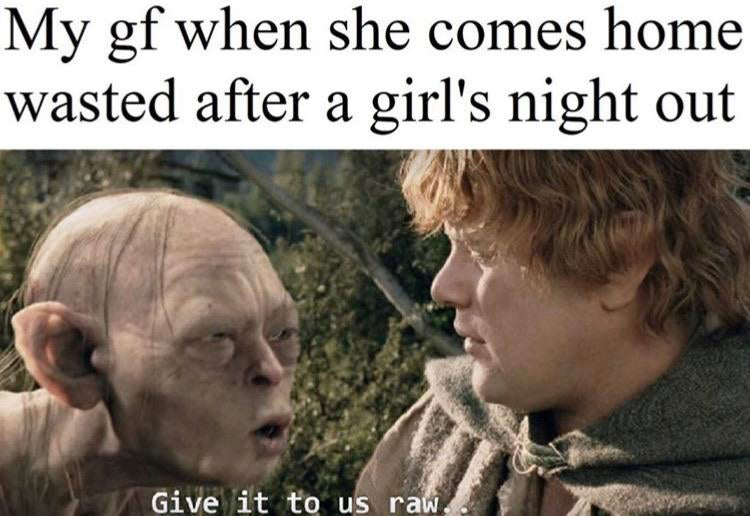 My gf when she comes home
wasted after a girl's night out
Give it to us raw..